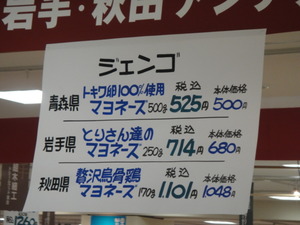 岩手・秋田アンテ
ジェンゴ
青森県 トキワ卵100%使用 マヨネーズ 500g 税込 525円 本体価格 500円
岩手県 とりさん達の マヨネーズ 250g 税込 714円 本体価格 680円
秋田県 贅沢烏骨鶏 マヨネーズ 170g 税込 1,101円 本体価格 1048円